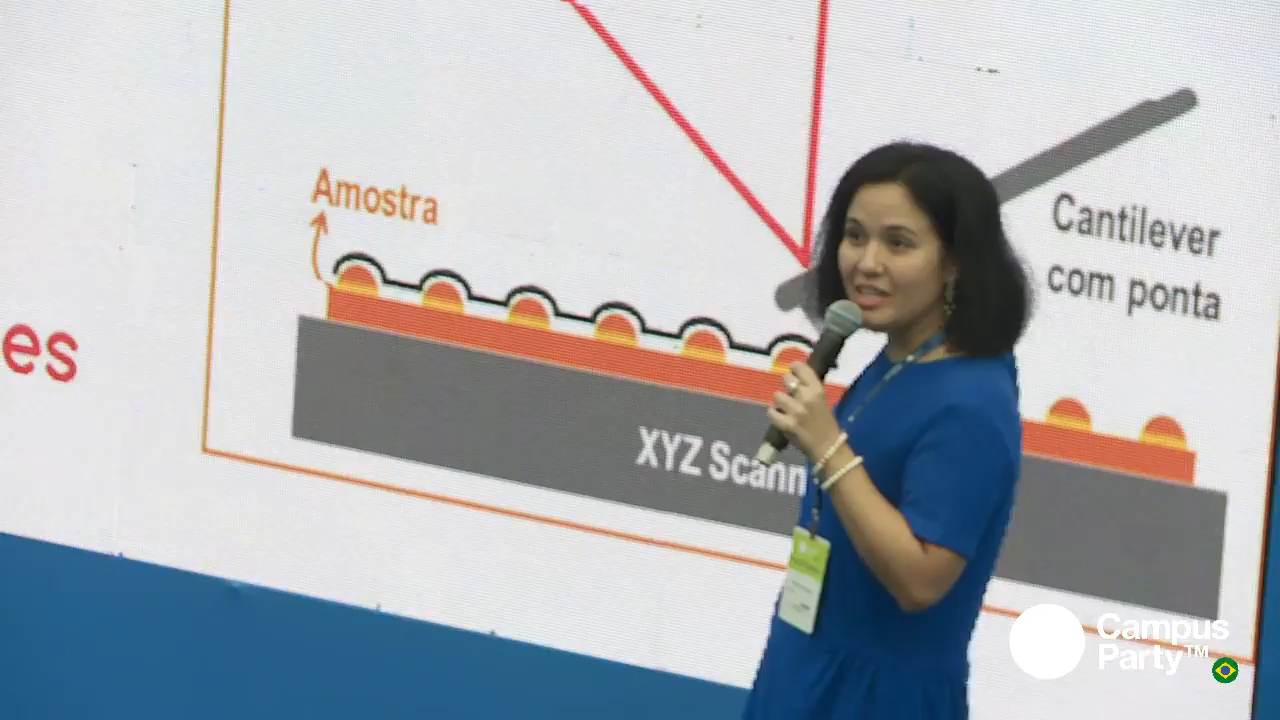 Amostra
Cantilever
com ponta
es
XYZ Scann
Campus
Party™